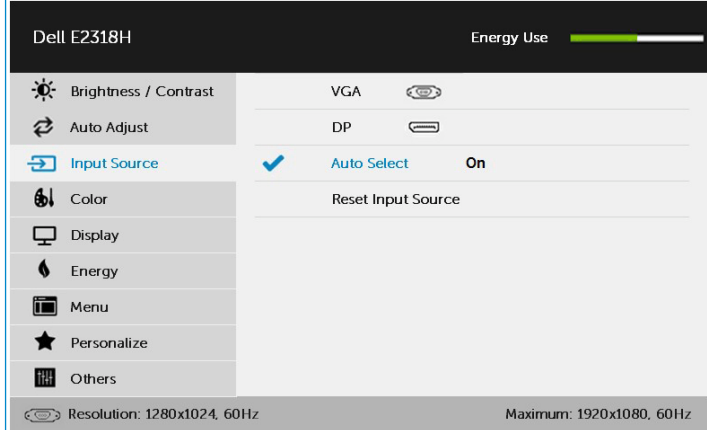 Dell E2318H
Energy Use
Brightness / Contrast
VGA
Auto Adjust
DP
Input Source
Auto Select On
Color
Reset Input Source
Display
Energy
Menu
Personalize
Others
Resolution: 1280x1024, 60Hz
Maximum: 1920x1080, 60Hz